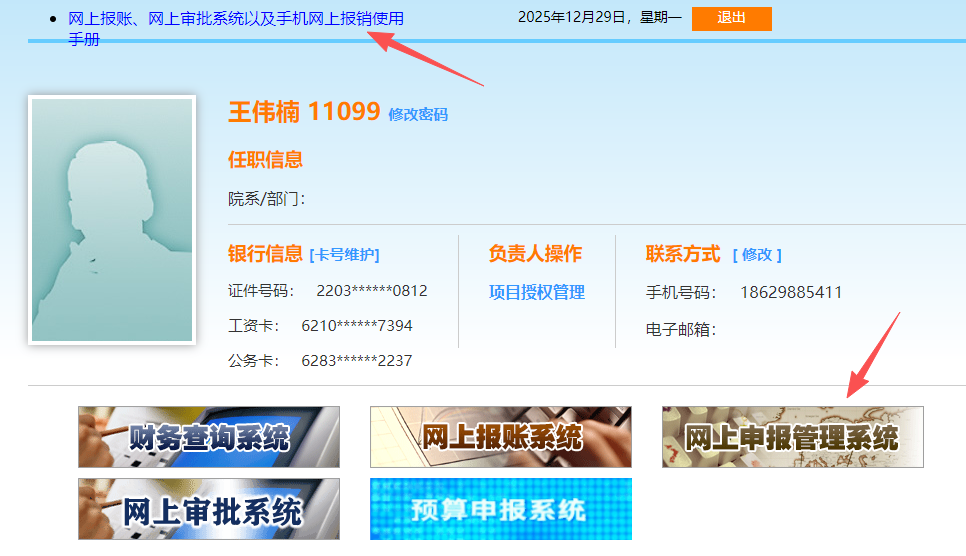 网上报账、网上审批系统以及手机网上报销使用
手册
2025年12月29日，星期一
退出
王伟楠 11099 修改密码
任职信息
院系/部门：
银行信息 [卡号维护]
证件号码： 2203******0812
工资卡： 6210******7394
公务卡： 6283******2237
负责人操作
项目授权管理
联系方式 [ 修改 ]
手机号码： 18629885411
电子邮箱：
财务查询系统
网上报账系统
网上申报管理系统
网上审批系统
预算申报系统